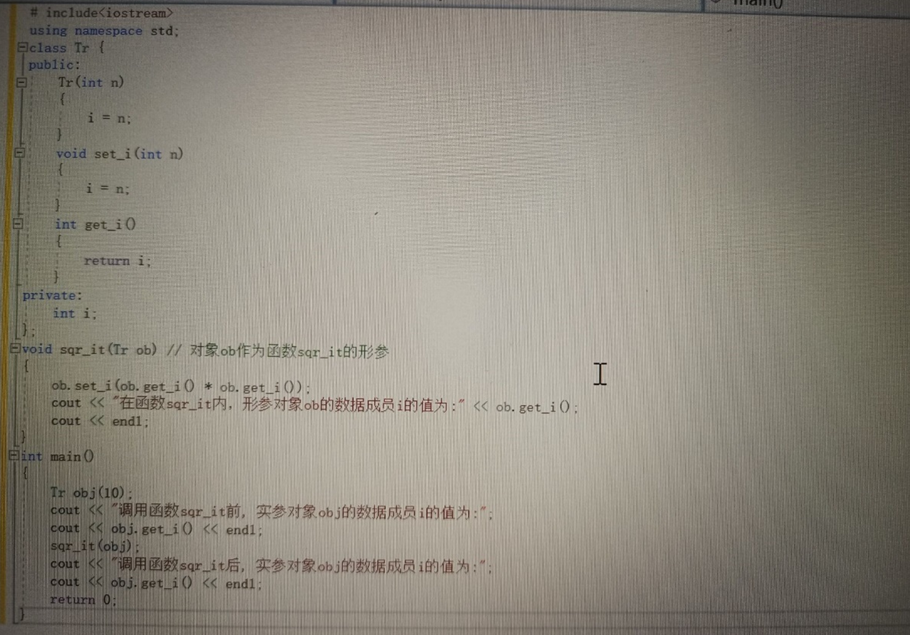 main()
# include<iostream>
using namespace std;
class Tr {
public:
Tr(int n)
{
i = n;
}
void set_i(int n)
{
i = n;
}
int get_i()
{
return i;
}
private:
int i;
};
void sqr_it(Tr ob) // 对象ob作为函数sqr_it的形参
{
ob.set_i(ob.get_i() * ob.get_i());
cout << "在函数sqr_it内，形参对象ob的数据成员i的值为:" << ob.get_i();
cout << endl;
}
int main()
{
Tr obj(10);
cout << "调用函数sqr_it前，实参对象obj的数据成员i的值为:";
cout << obj.get_i() << endl;
sqr_it(obj);
cout << "调用函数sqr_it后，实参对象obj的数据成员i的值为:";
cout << obj.get_i() << endl;
return 0;
}